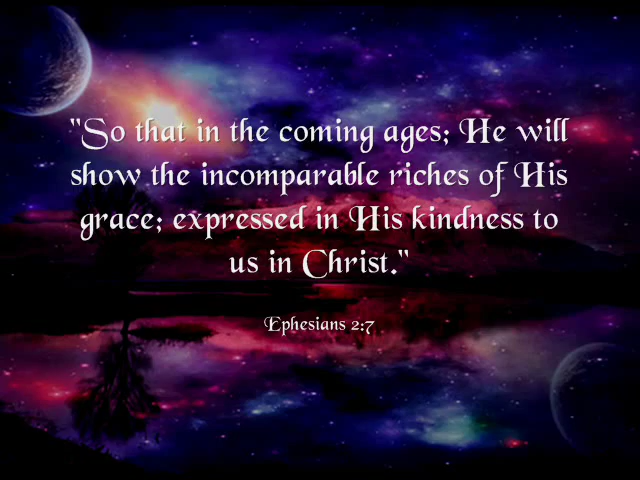 "So that in the coming ages; He will
show the incomparable riches of His
grace; expressed in His kindness to
us in Christ."
Ephesians 2:7